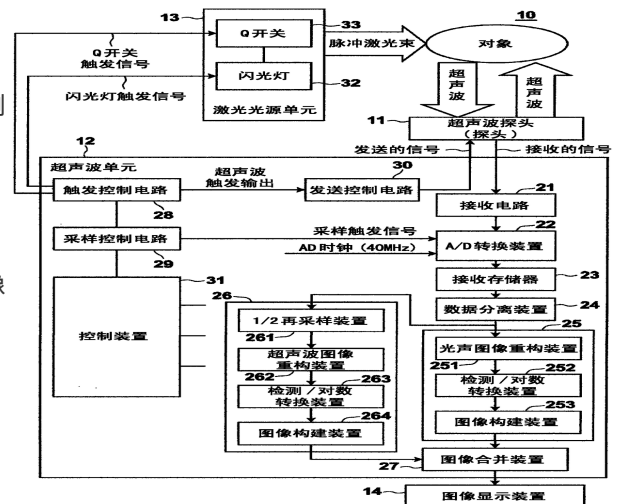 13
33
10
Q开关
Q开关
触发信号
脉冲激光束
对象
闪光灯
32
闪光灯触发信号
激光光源单元
超声波
超声波
11
超声波探头
(探头)
12
发送的信号
接收的信号
超声波单元
触发控制电路
28
超声波
触发输出
30
发送控制电路
21
接收电路
采样控制电路
29
采样触发信号
AD时钟(40MHz)
22
A/D转换装置
接收存储器
23
31
控制装置
数据分离装置
24
26
1/2再采样装置
261
超声波图像
重构装置
262
263
检测/对数
转换装置
264
图像构建装置
25
光声图像重构装置
251
252
检测/对数
转换装置
253
图像构建装置
图像合并装置
27
14
图像显示装置